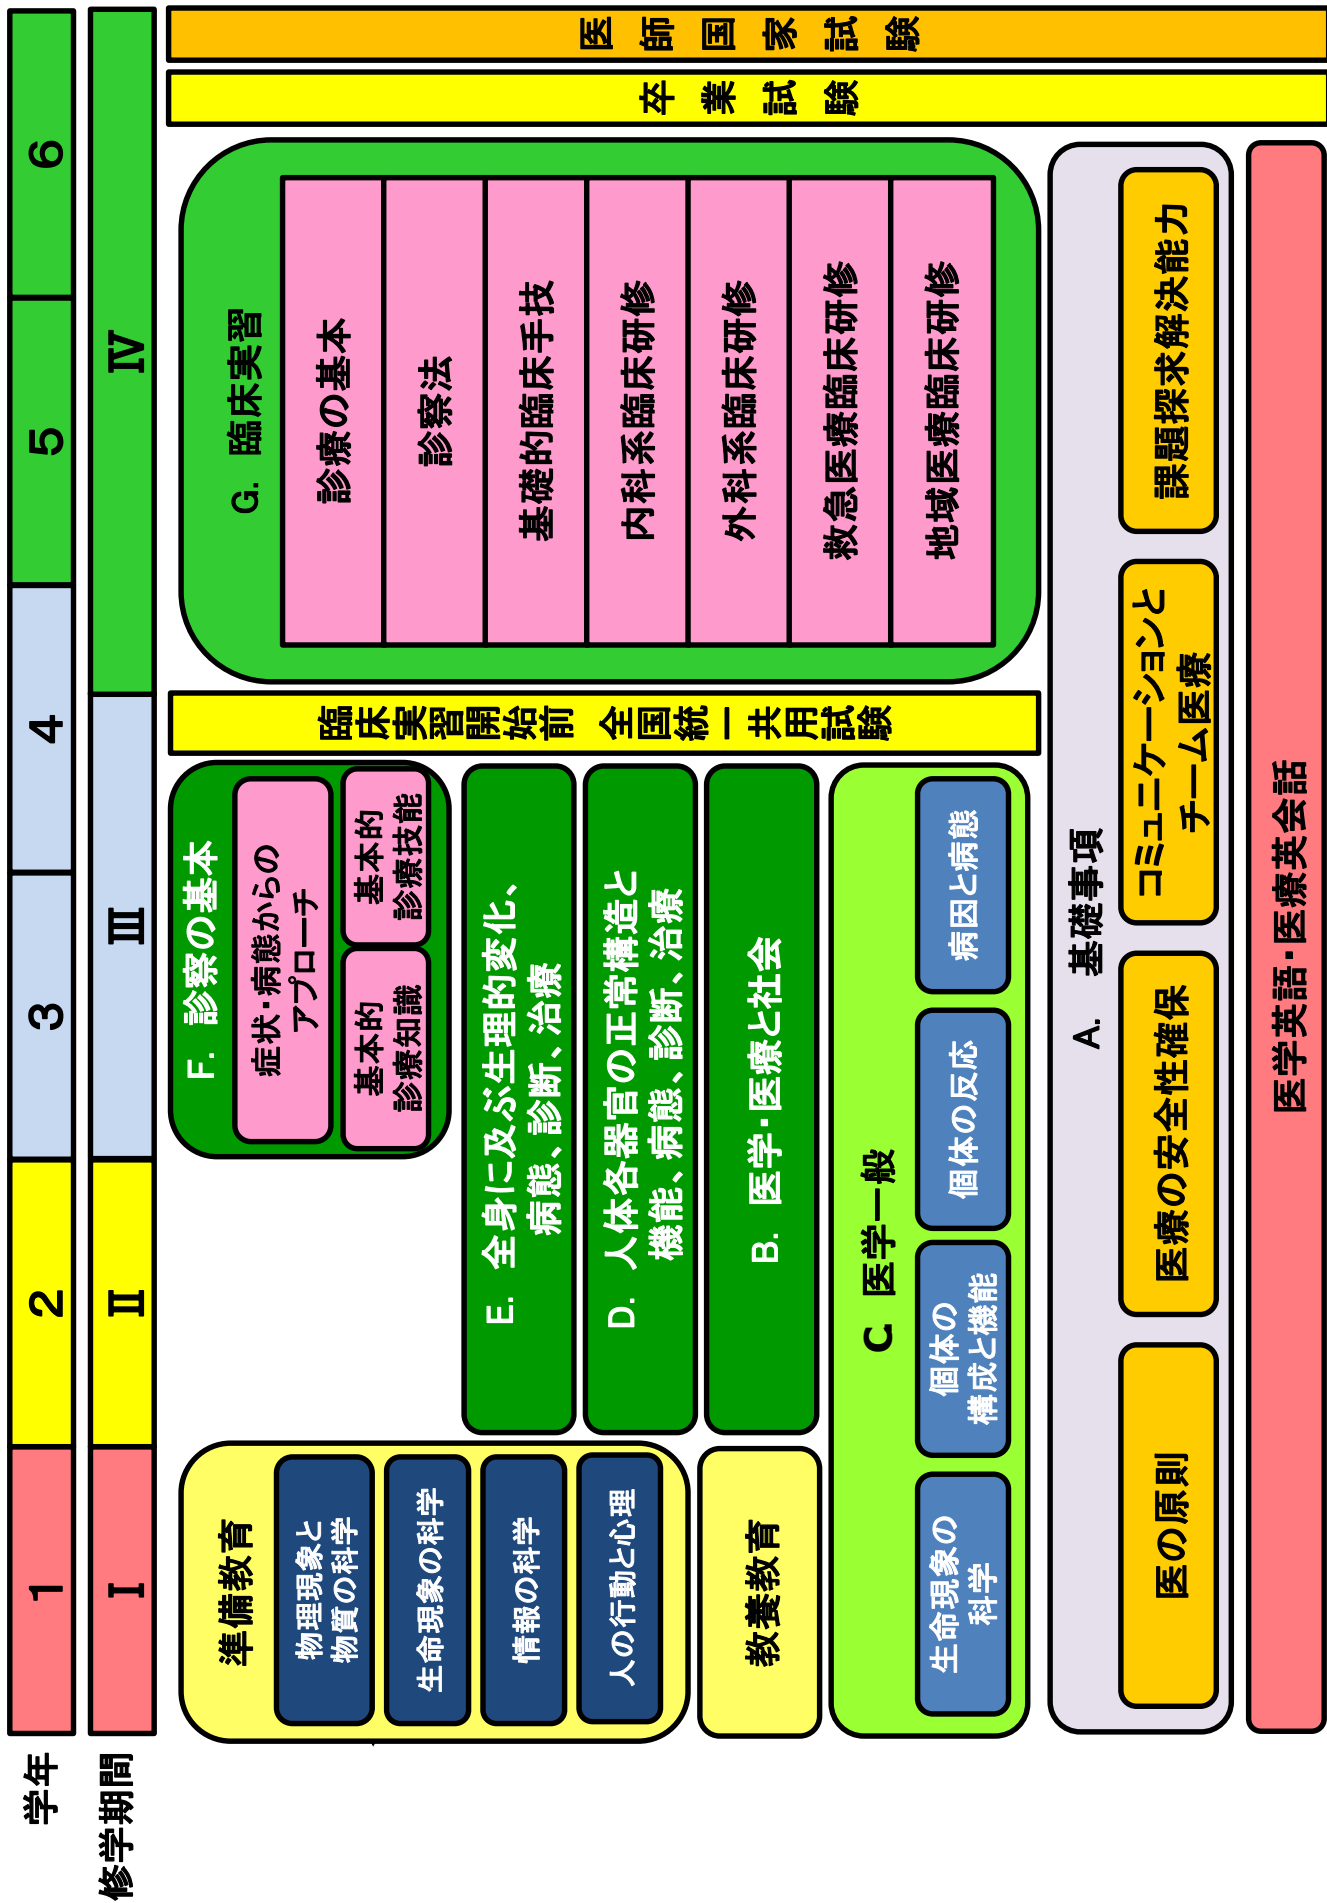 学年
1
2
3
4
5
6
修学期間
Ⅰ
Ⅱ
Ⅲ
Ⅳ
準備教育
物理現象と
物質の科学
生命現象の科学
情報の科学
人の行動と心理
教養教育
F. 診察の基本
症状・病態からの
アプローチ
基本的
診療知識
基本的
診療技能
E. 全身に及ぶ生理的変化、
病態、診断、治療
D. 人体各器官の正常構造と
機能、病態、診断、治療
B. 医学・医療と社会
C. 医学一般
生命現象の
科学
個体の
構成と機能
個体の反応
病因と病態
臨床実習開始前 全国統一共用試験
G. 臨床実習
診療の基本
診察法
基礎的臨床手技
内科系臨床研修
外科系臨床研修
救急医療臨床研修
地域医療臨床研修
A. 基礎事項
医の原則
医療の安全性確保
コミュニケーションと
チーム医療
課題探求解決能力
医学英語・医療英会話
卒業試験
医師国家試験